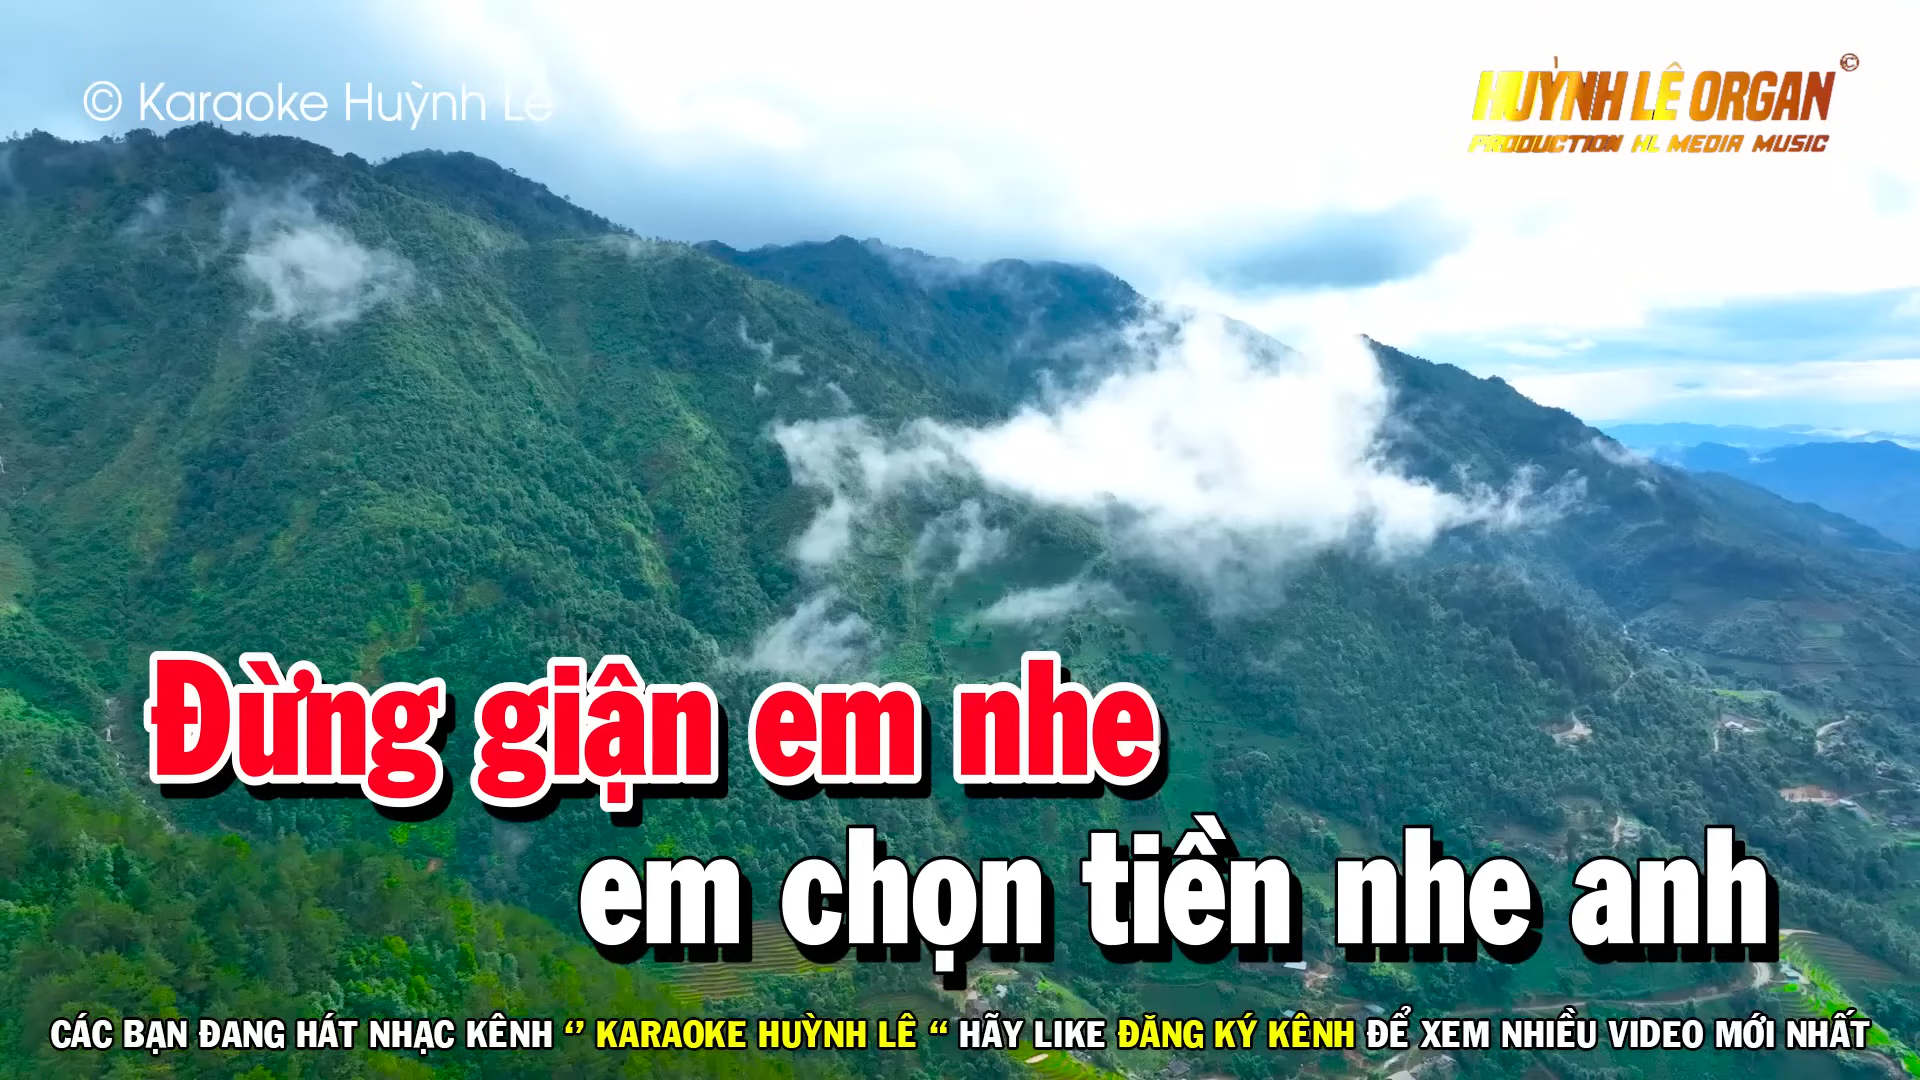 © Karaoke Huỳnh Lê
HUỲNH LÊ ORGAN ©
PRODUCTION HL MEDIA MUSIC
Đừng giận em nhe
em chọn tiền nhe anh
CÁC BẠN ĐANG HÁT NHẠC KÊNH ‘’ KARAOKE HUỲNH LÊ “ HÃY LIKE ĐĂNG KÝ KÊNH ĐỂ XEM NHIỀU VIDEO MỚI NHẤT